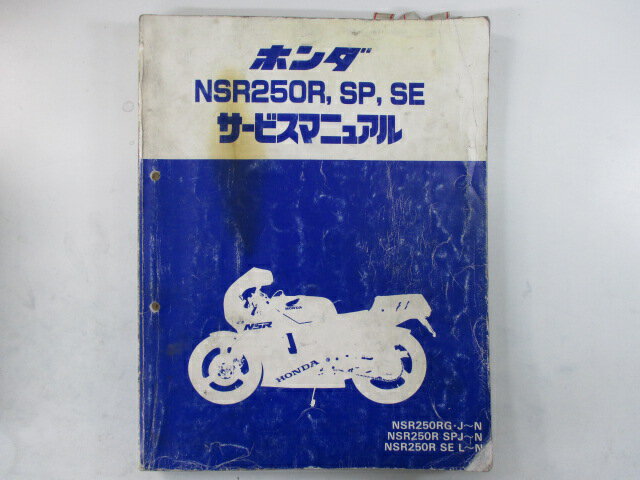 ホンダ
NSR250R, SP, SE
サービスマニュアル
HONDA
NSR
HONDA
NSR250RG·J〜N
NSR250R SPJ〜N
NSR250R SE L〜N